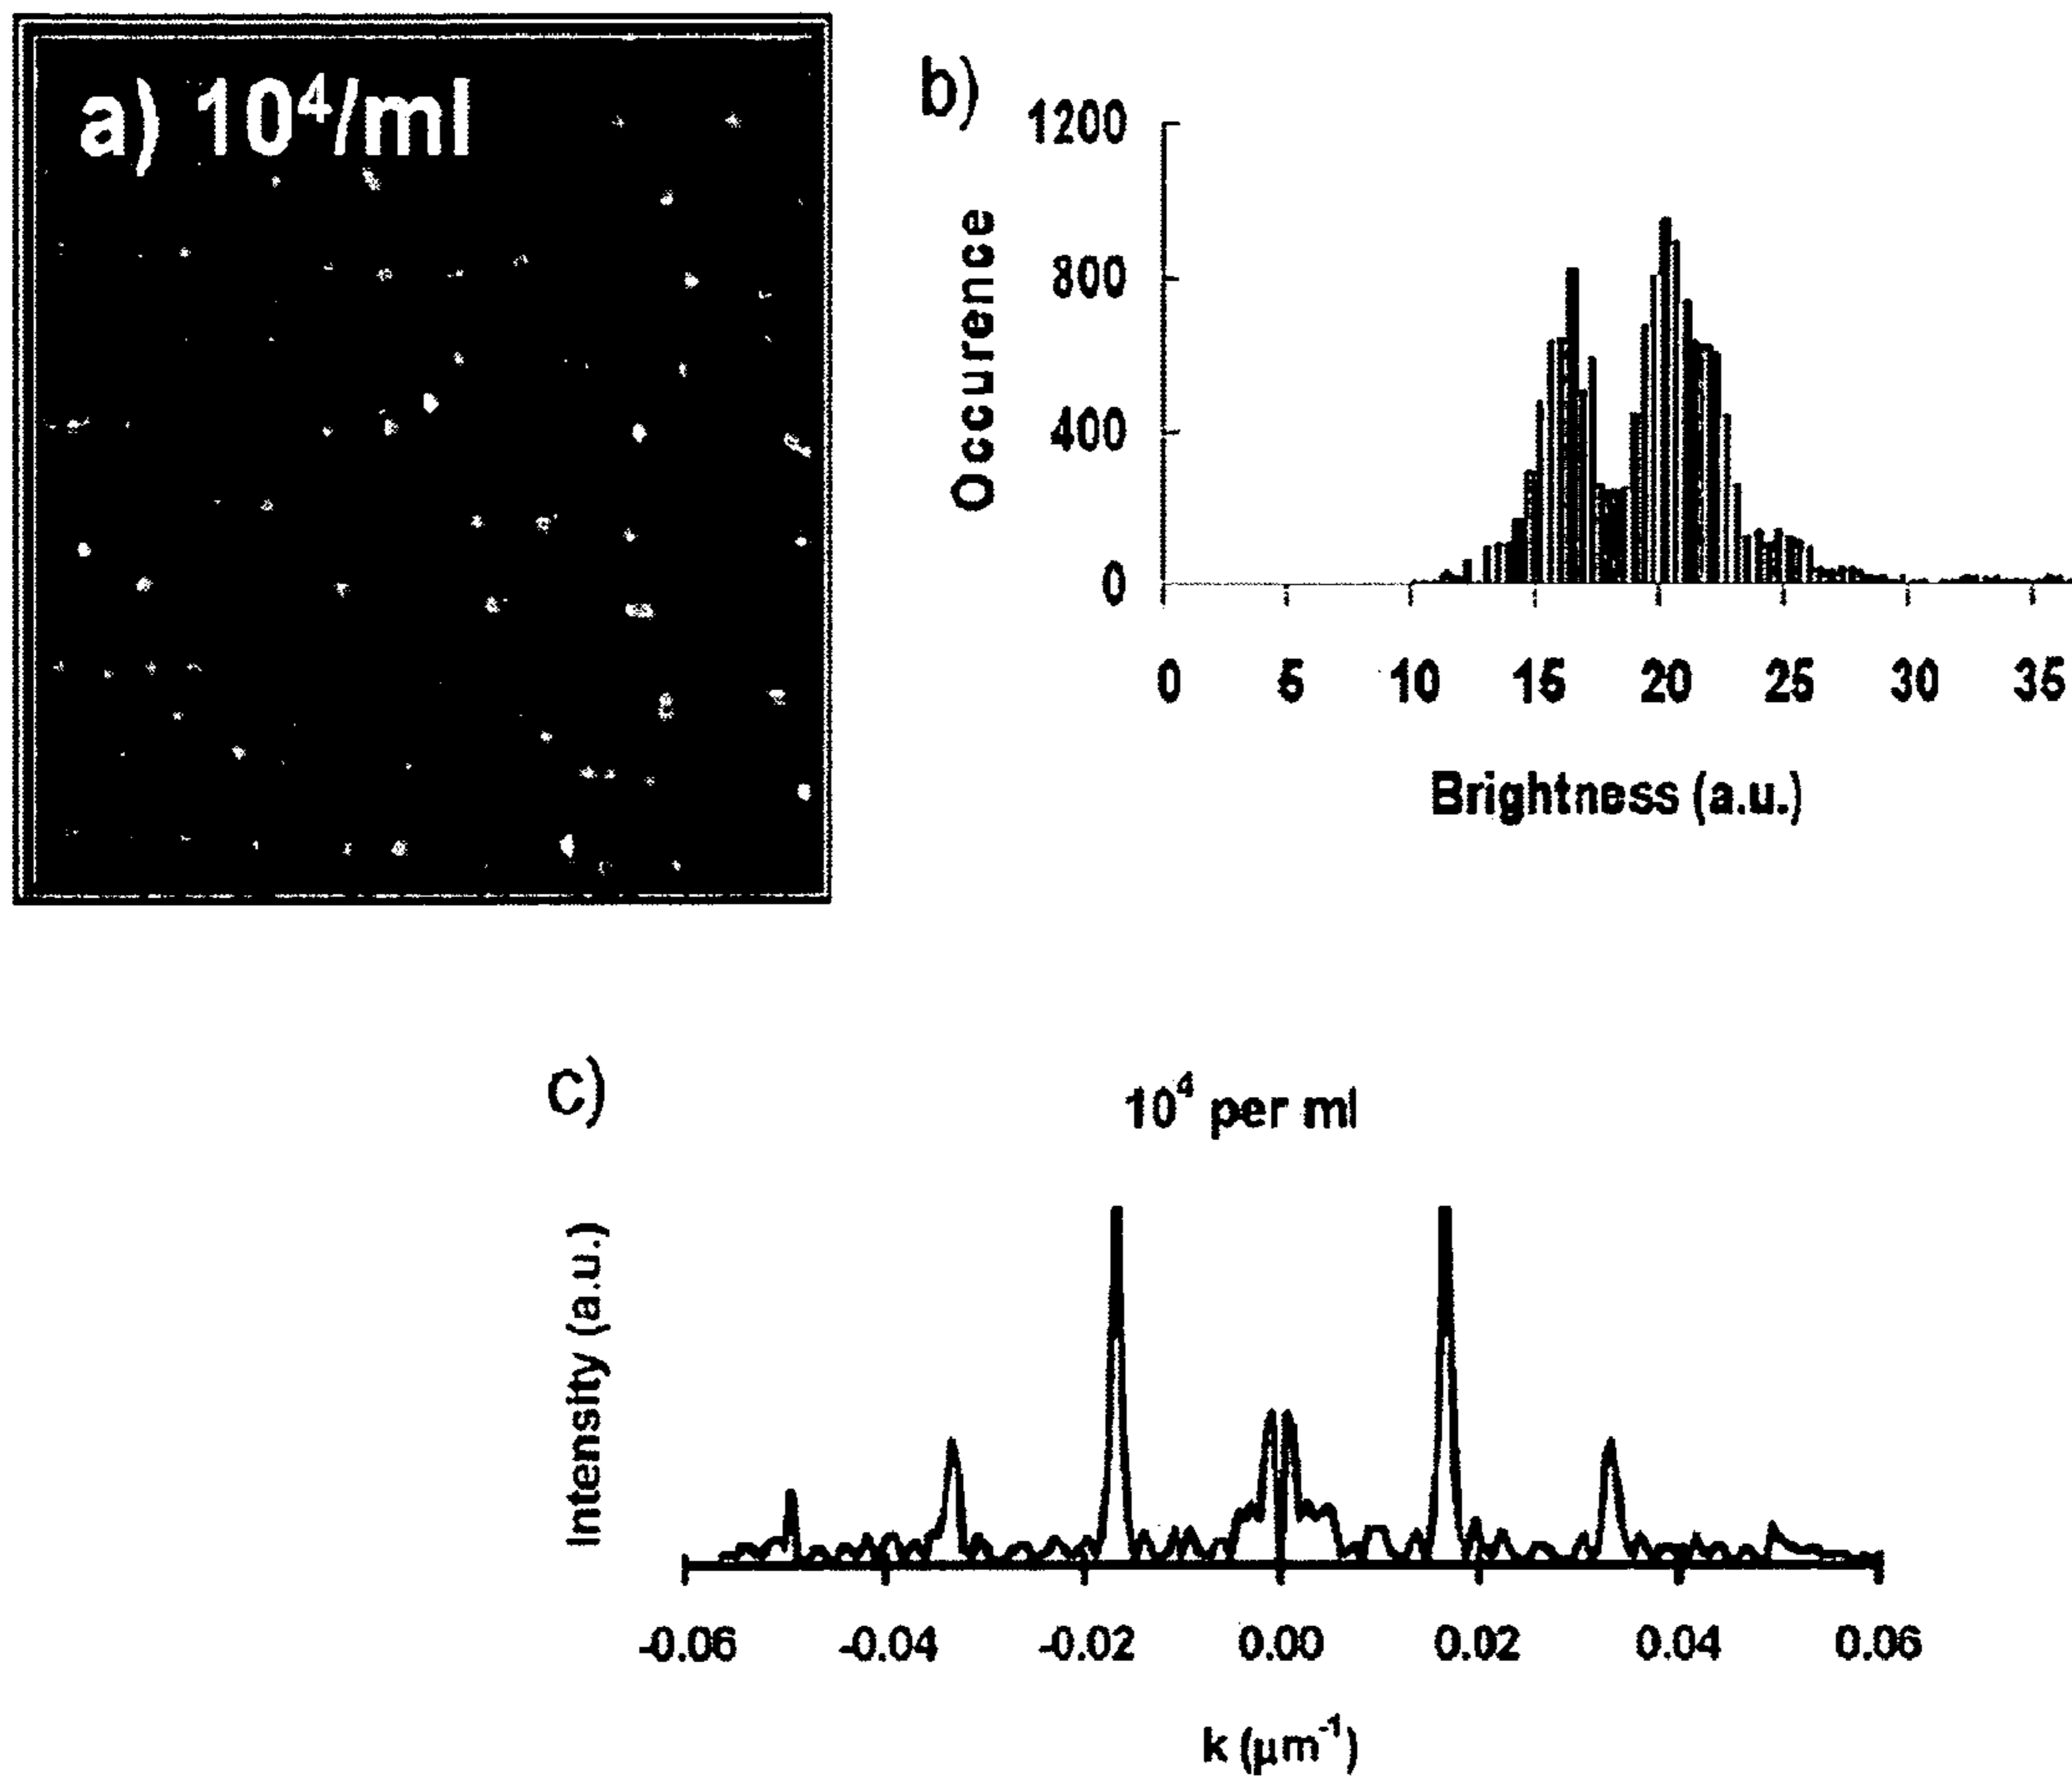 a) 10⁴/ml
b)
1200
800
400
0
Occurence
0 5 10 15 20 25 30 35
Brightness (a.u.)
c)
10⁴ per ml
Intensity (a.u.)
-0.06 -0.04 -0.02 0.00 0.02 0.04 0.06
k (μm⁻¹)